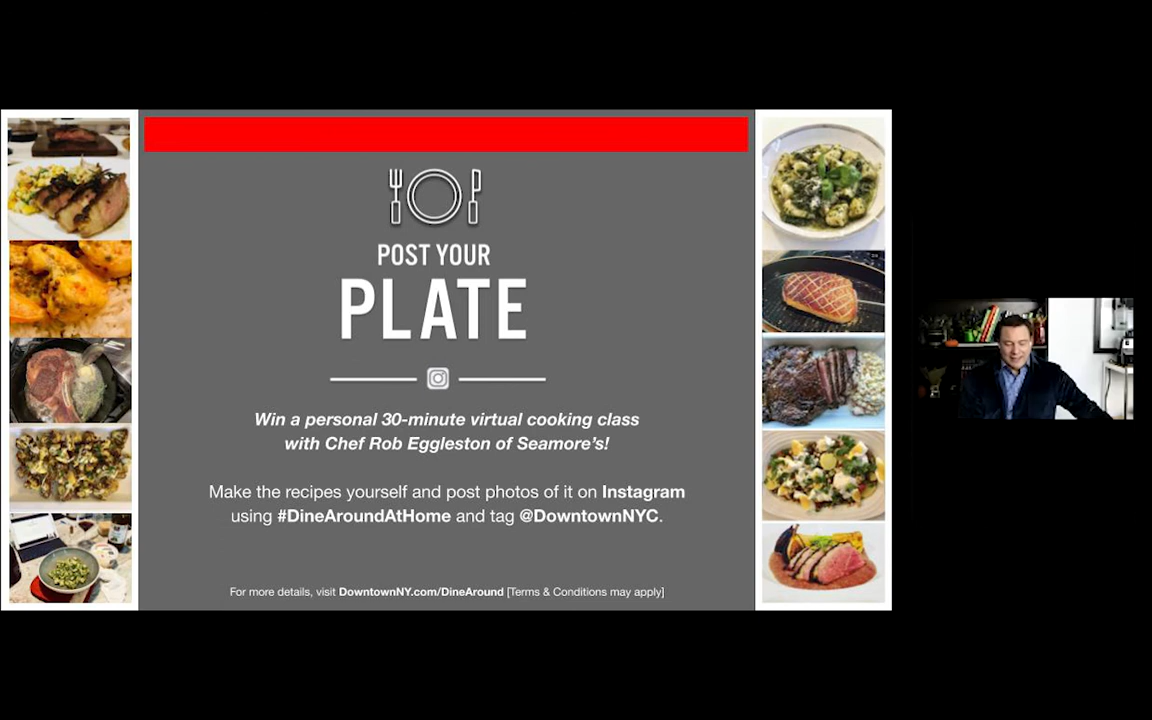 POST YOUR
PLATE
Win a personal 30-minute virtual cooking class
with Chef Rob Eggleston of Seamore's!
Make the recipes yourself and post photos of it on Instagram
using #DineAroundAtHome and tag @DowntownNYC.
For more details, visit DowntownNY.com/DineAround [Terms & Conditions may apply]